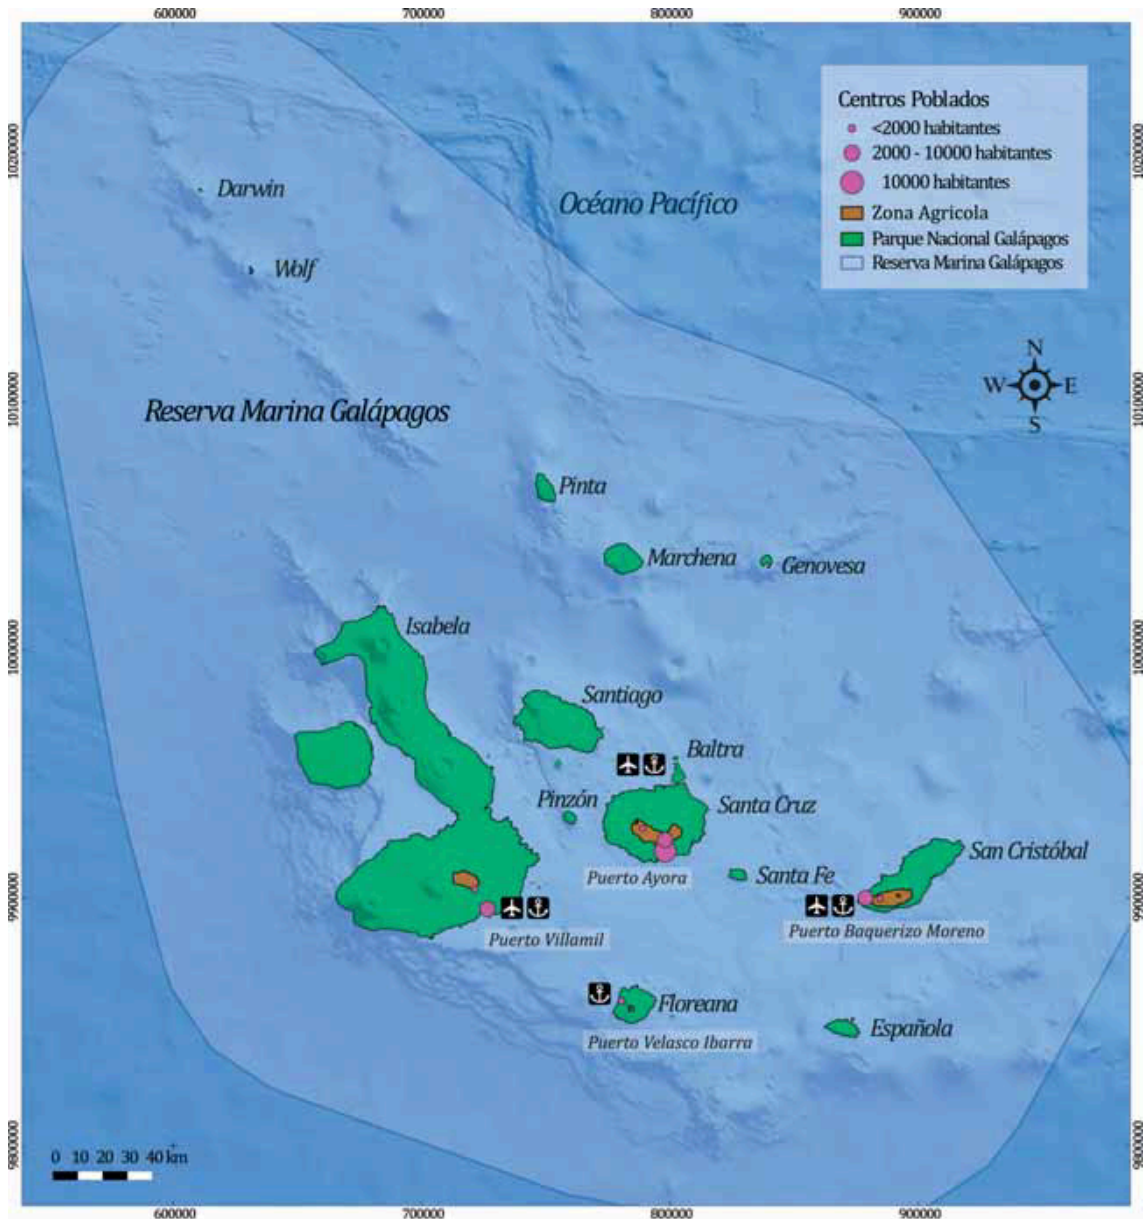 600000 700000 800000 900000
10200000 10200000
Centros Poblados
<2000 habitantes
2000 - 10000 habitantes
10000 habitantes
Zona Agricola
Parque Nacional Galápagos
Reserva Marina Galápagos
Darwin
Océano Pacífico
Wolf
N
W E
S
Reserva Marina Galápagos
10100000 10100000
Pinta
Marchena
Genovesa
Isabela
10000000 10000000
Santiago
Baltra
Pinzón
Santa Cruz
San Cristóbal
Puerto Ayora
Santa Fe
9900000 9900000
Puerto Villamil
Puerto Baquerizo Moreno
Floreana
Española
Puerto Velasco Ibarra
9800000 9800000
0 10 20 30 40 km
600000 700000 800000 900000